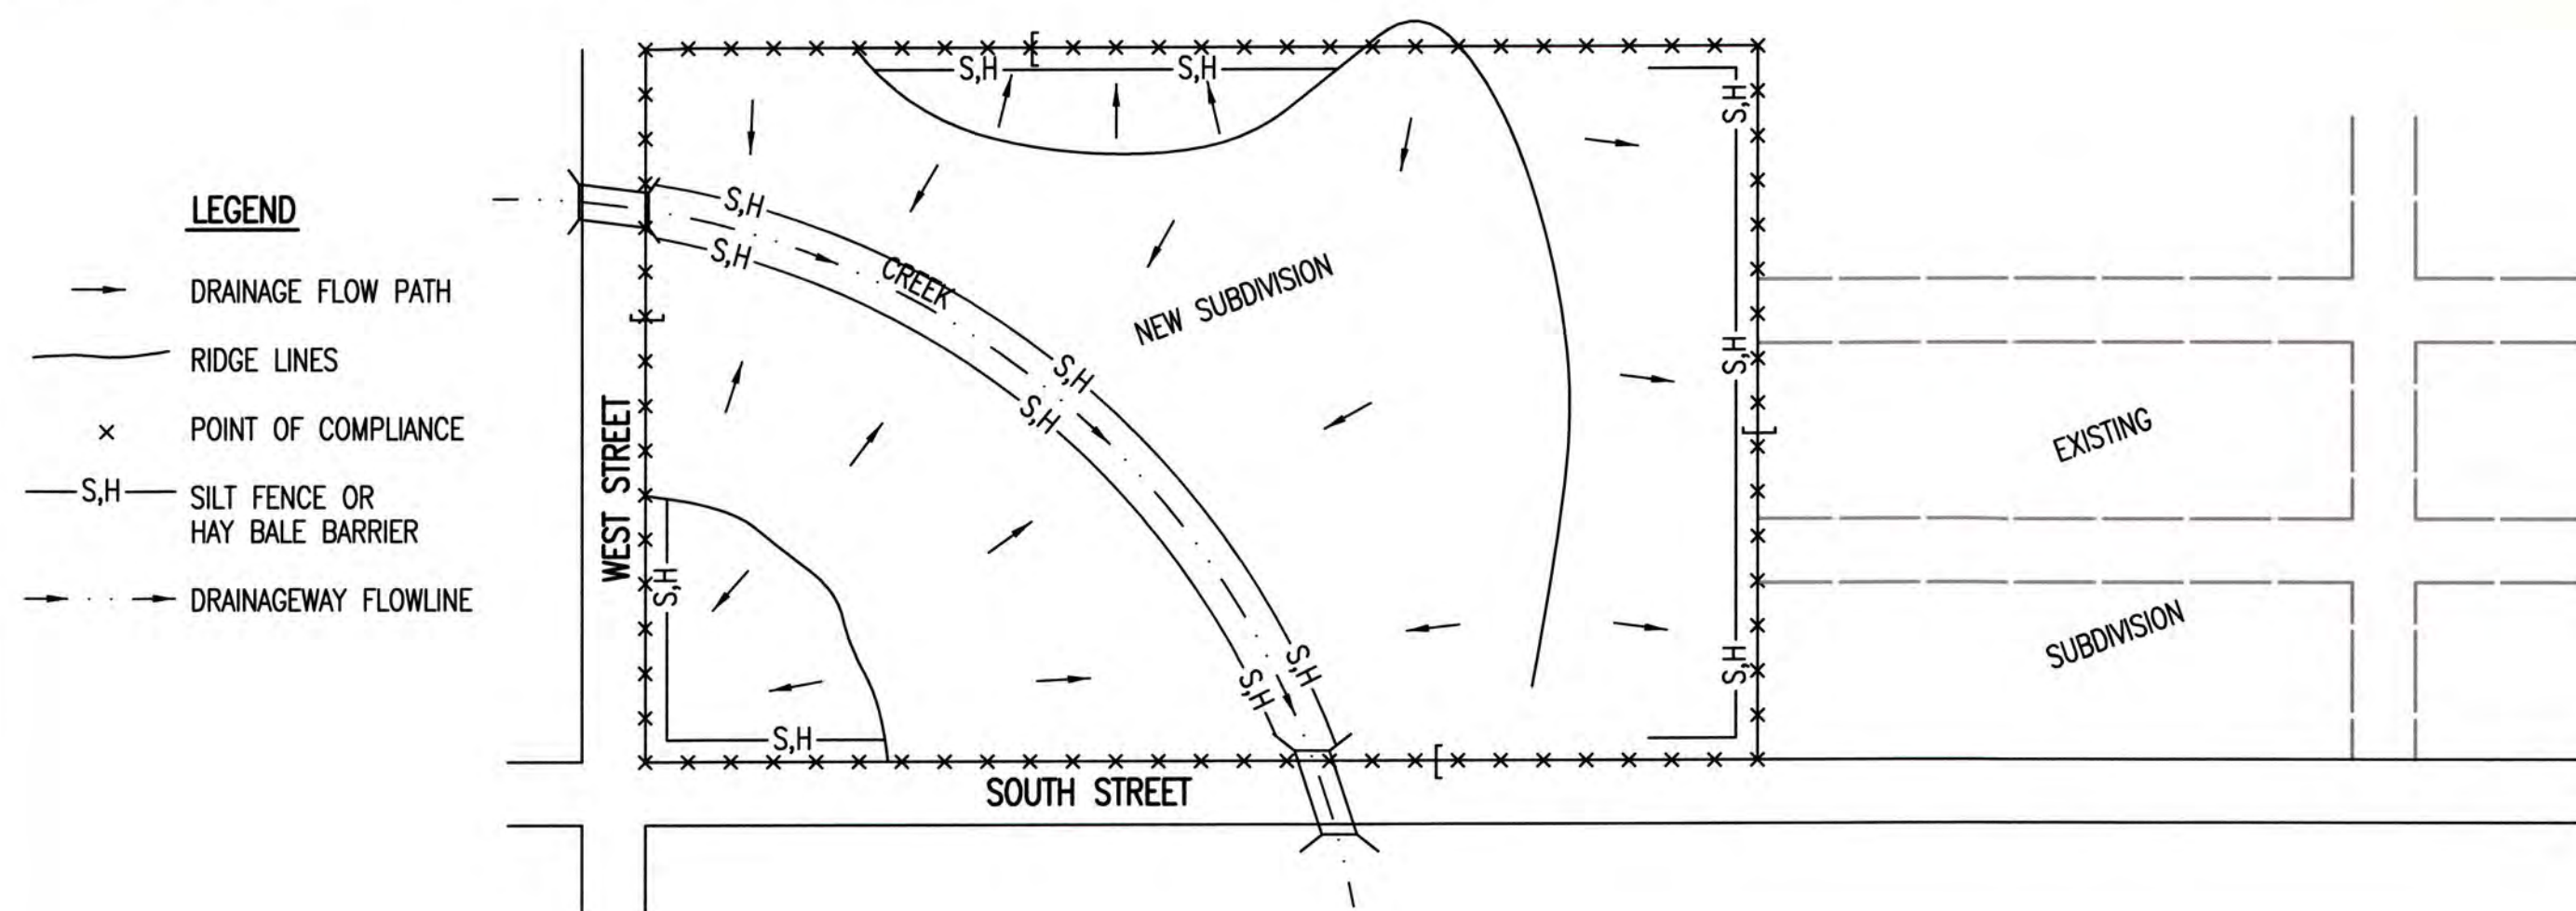 LEGEND
DRAINAGE FLOW PATH
RIDGE LINES
POINT OF COMPLIANCE
S,H
SILT FENCE OR
HAY BALE BARRIER
DRAINAGEWAY FLOWLINE
S,H
S,H
S,H
S,H
S,H
CREEK
NEW SUBDIVISION
S,H
S,H
S,H
WEST STREET
EXISTING
S,H
SUBDIVISION
S,H
S,H
S,H
S,H
SOUTH STREET